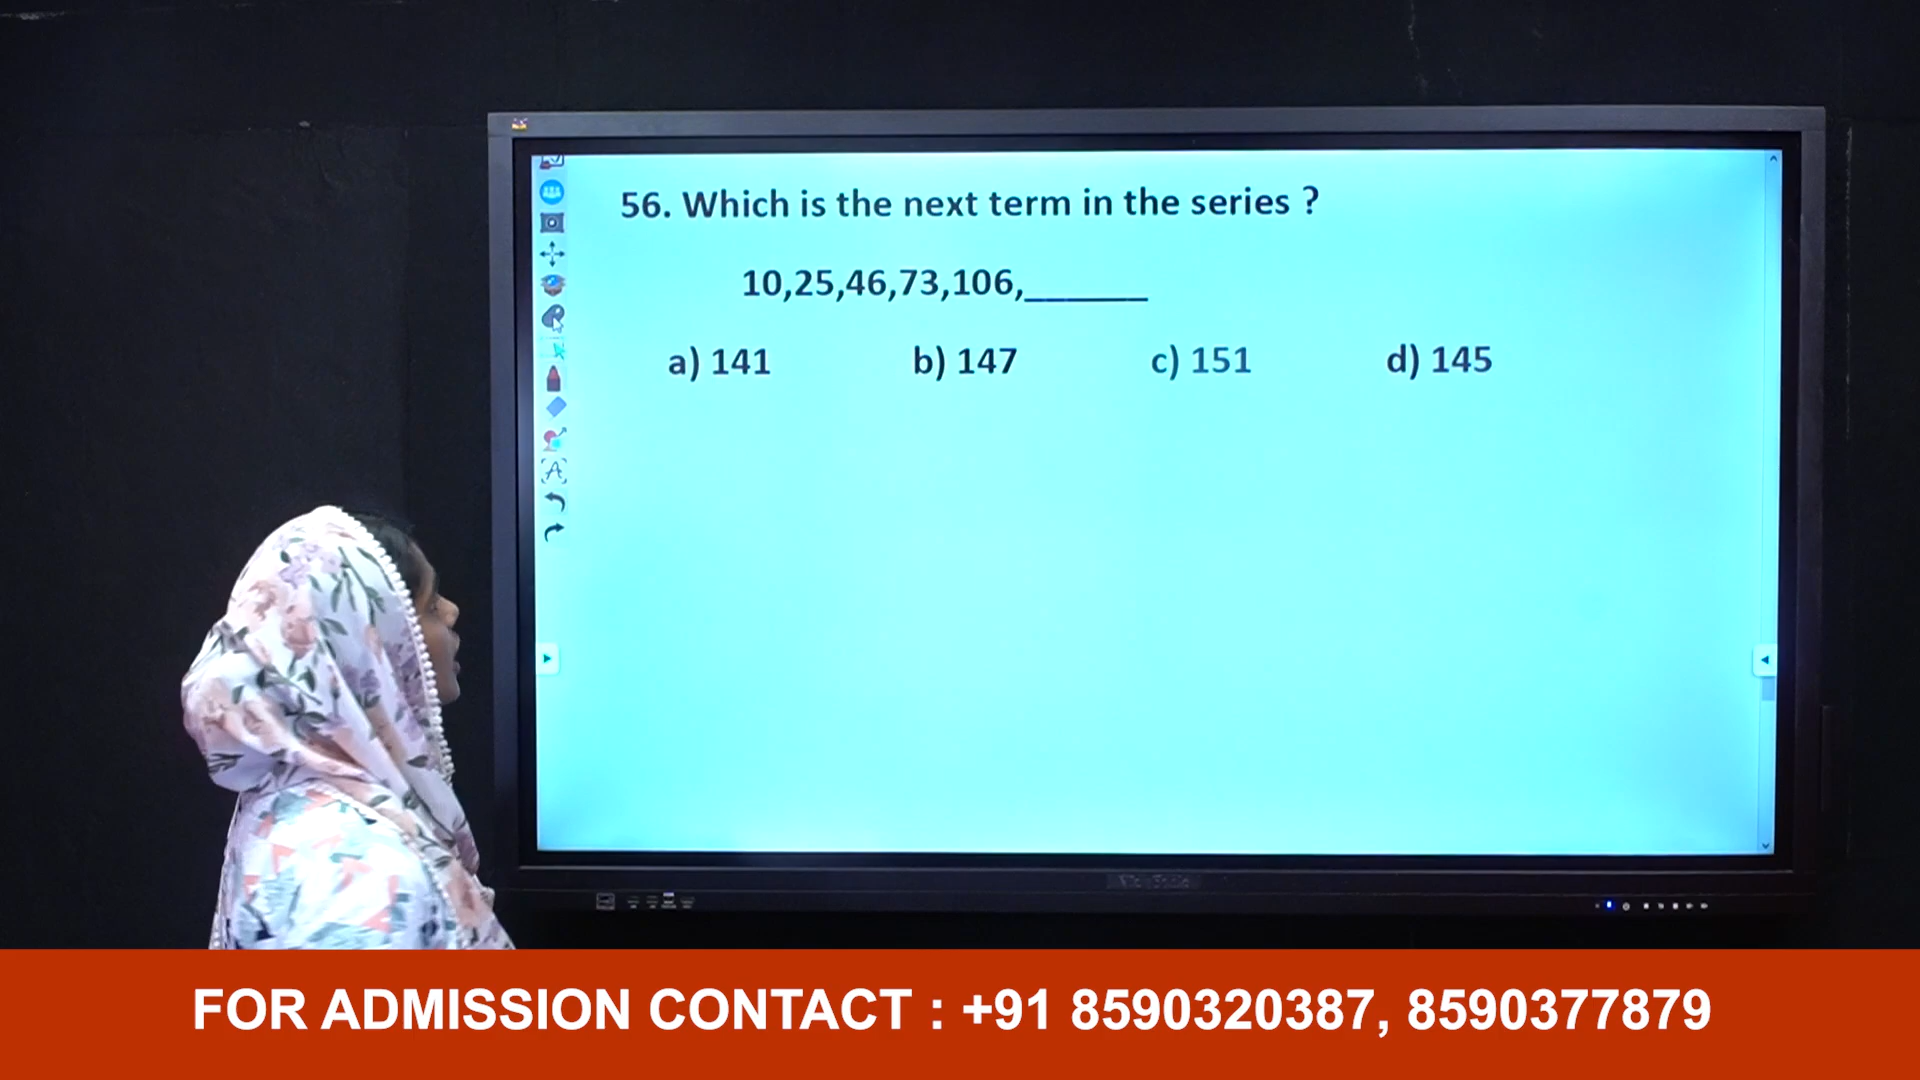 56. Which is the next term in the series ?
10,25,46,73,106,______
a) 141 b) 147 c) 151 d) 145
FOR ADMISSION CONTACT : +91 8590320387, 8590377879